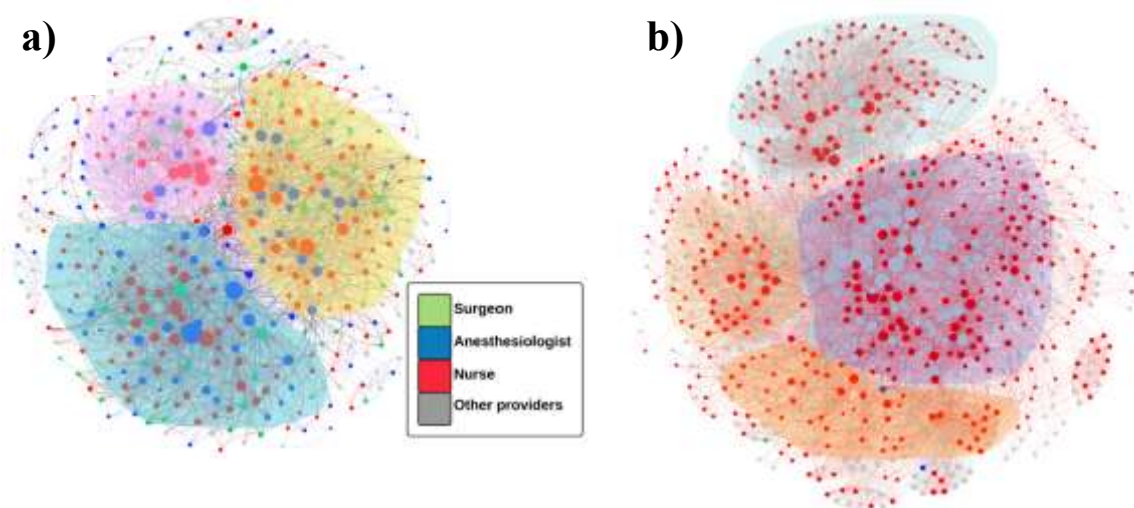 a)
b)
Surgeon
Anesthesiologist
Nurse
Other providers